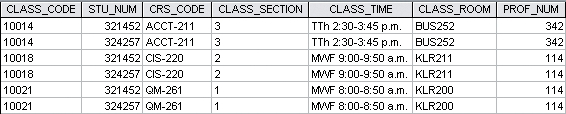 CLASS_CODE STU_NUM CRS_CODE CLASS_SECTION CLASS_TIME CLASS_ROOM PROF_NUM
10014 321452 ACCT-211 3 TTh 2:30-3:45 p.m. BUS252 342
10014 324257 ACCT-211 3 TTh 2:30-3:45 p.m. BUS252 342
10018 321452 CIS-220 2 MWF 9:00-9:50 a.m. KLR211 114
10018 324257 CIS-220 2 MWF 9:00-9:50 a.m. KLR211 114
10021 321452 QM-261 1 MWF 8:00-8:50 a.m. KLR200 114
10021 324257 QM-261 1 MWF 8:00-8:50 a.m. KLR200 114